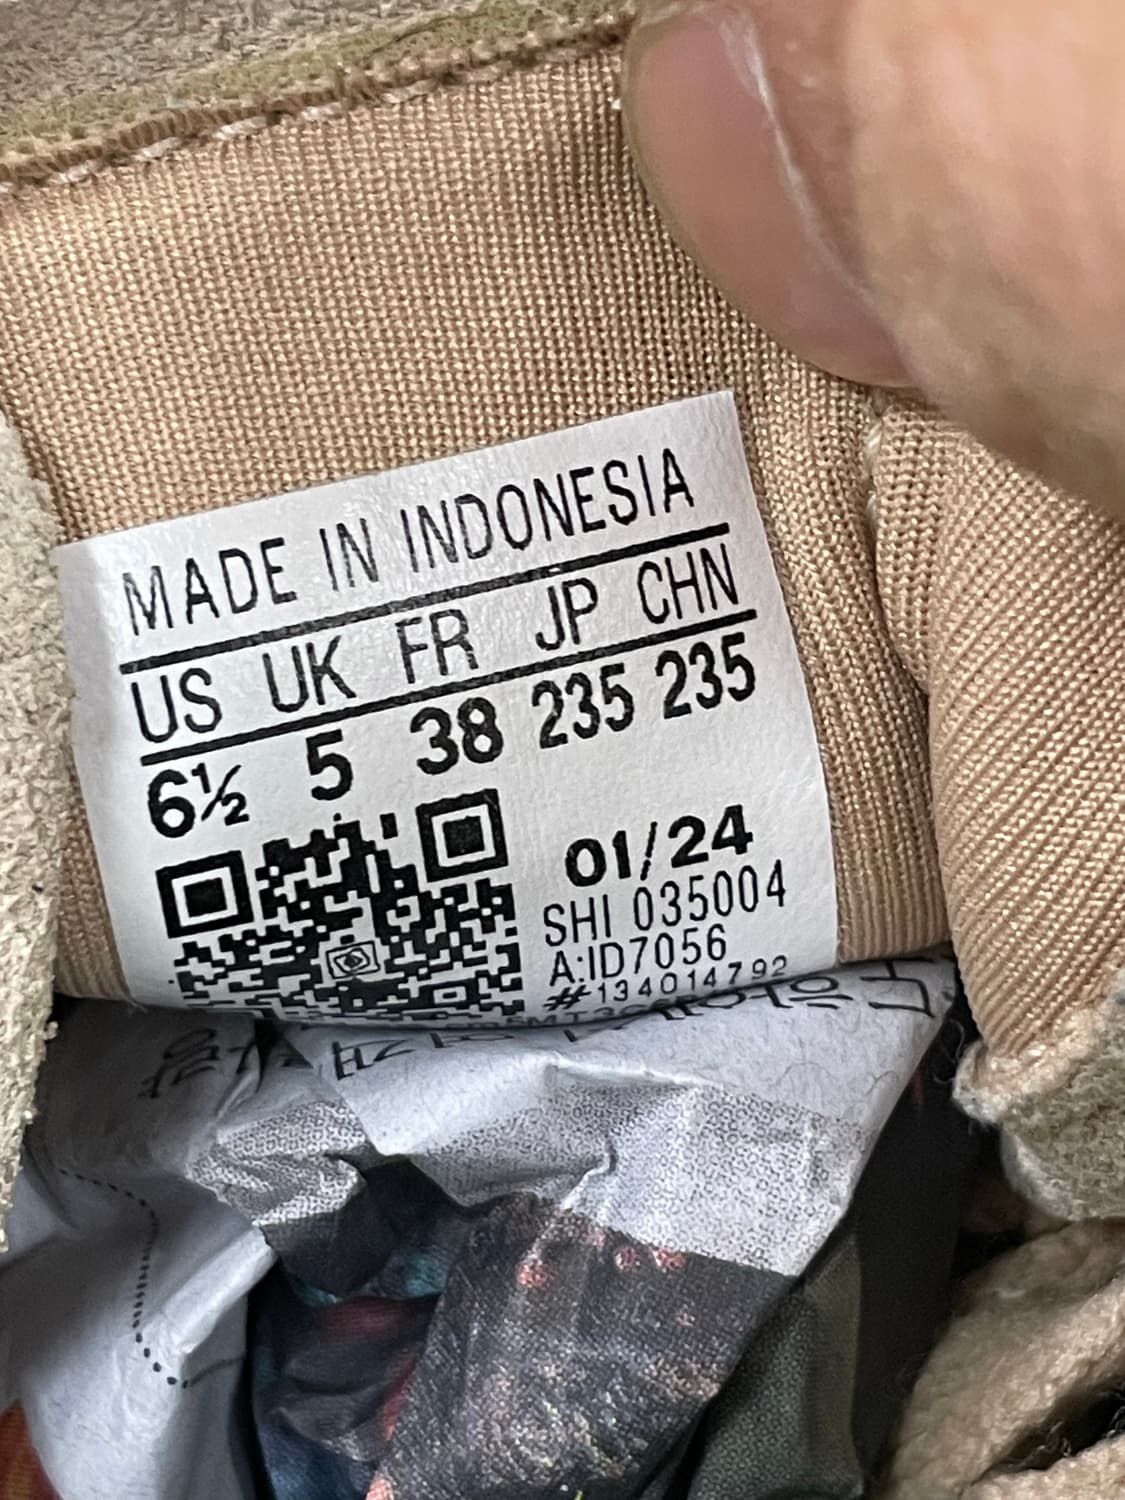 MADE IN INDONESIA
US UK FR JP CHN
6½ 5 38 235 235
01/24
SHI 035004
A:ID7056
#134014792